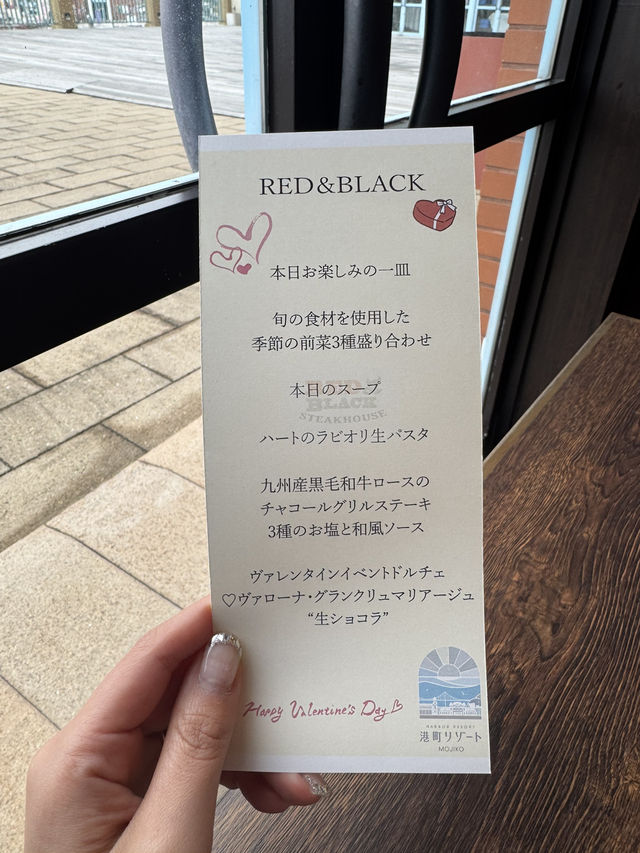 RED&BLACK
本日お楽しみの一皿
旬の食材を使用した
季節の前菜3種盛り合わせ
本日のスープ
RED&
BLACK
STEAKHOUSE
ハートのラビオリ生パスタ
九州産黒毛和牛ロースの
チャコールグリルステーキ
3種のお塩と和風ソース
ヴァレンタインイベントドルチェ
♡ヴァローナ・グランクリュマリアージュ
“生ショコラ”
Happy Valentine's Day
HARBOR RESORT
港町リゾート
MOJIKO